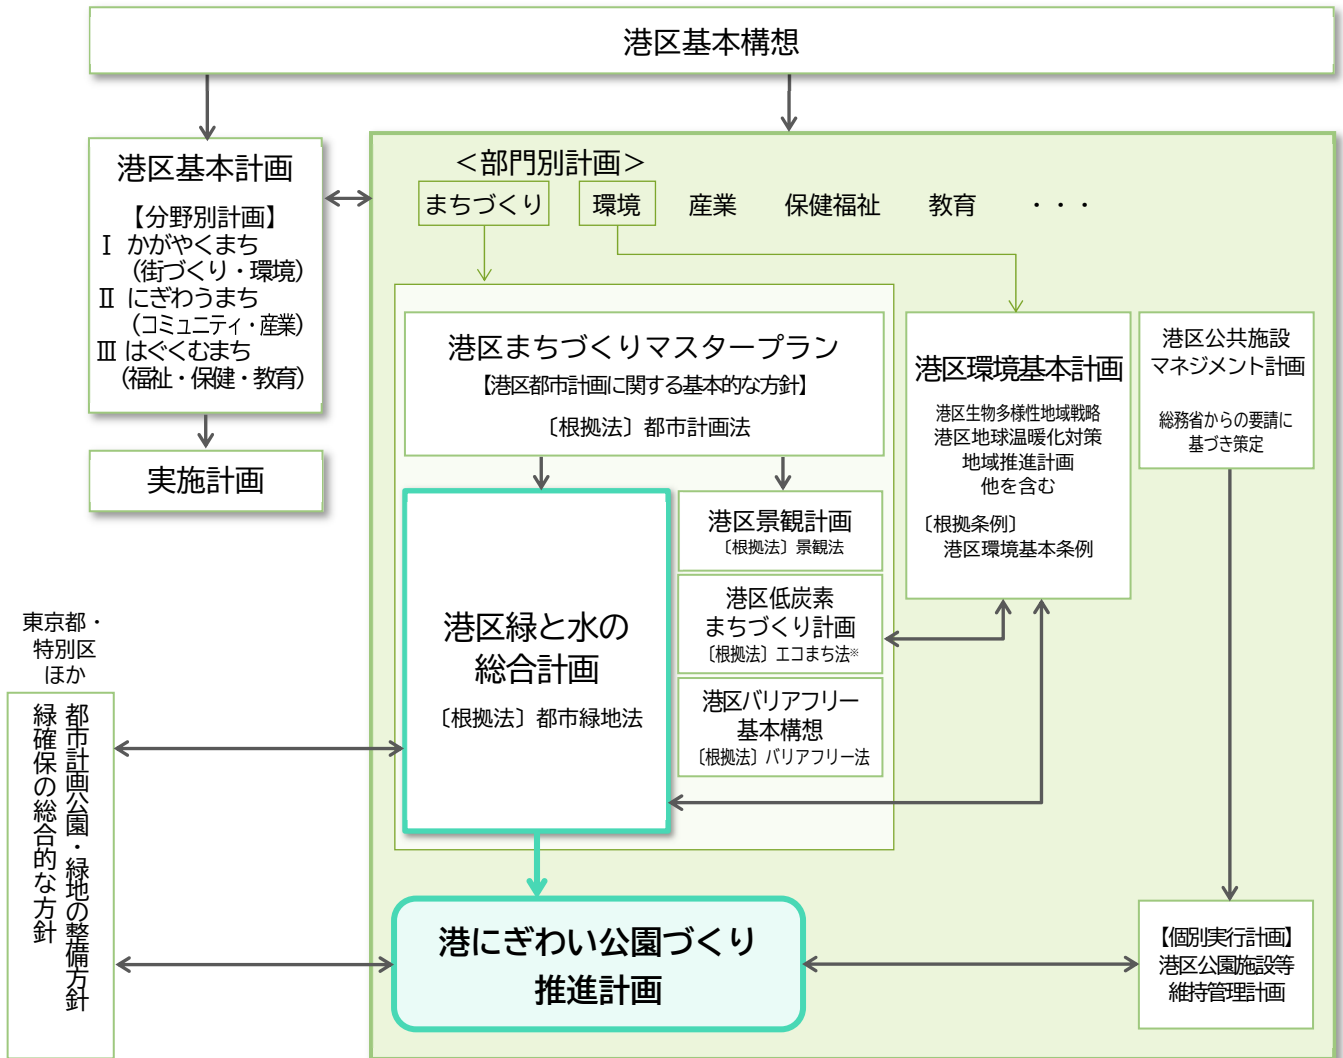 港区基本構想
港区基本計画
【分野別計画】
Ⅰ かがやくまち
(街づくり・環境)
Ⅱ にぎわうまち
(コミュニティ・産業)
Ⅲ はぐくむまち
(福祉・保健・教育)
実施計画
＜部門別計画＞
まちづくり 環境 産業 保健福祉 教育 ・・・
港区まちづくりマスタープラン
【港区都市計画に関する基本的な方針】
〔根拠法〕都市計画法
港区緑と水の
総合計画
〔根拠法〕都市緑地法
港区景観計画
〔根拠法〕景観法
港区低炭素
まちづくり計画
〔根拠法〕エコまち法※
港区バリアフリー
基本構想
〔根拠法〕バリアフリー法
港区環境基本計画
港区生物多様性地域戦略
港区地球温暖化対策
地域推進計画
他を含む
〔根拠条例〕
港区環境基本条例
港区公共施設
マネジメント計画
総務省からの要請に
基づき策定
東京都・
特別区
ほか
都市計画公園・緑地の整備方針
緑確保の総合的な方針
港にぎわい公園づくり
推進計画
【個別実行計画】
港区公園施設等
維持管理計画